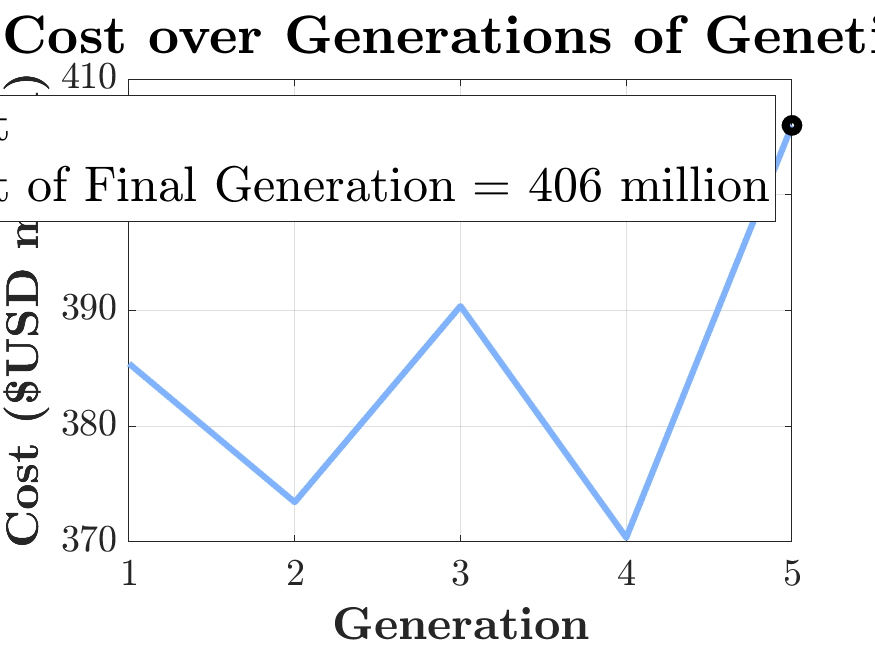 Cost over Generations of
410
of Final Generation = 406 million
390
380
370
1 2 3 4 5
Generation
Cost ($USD